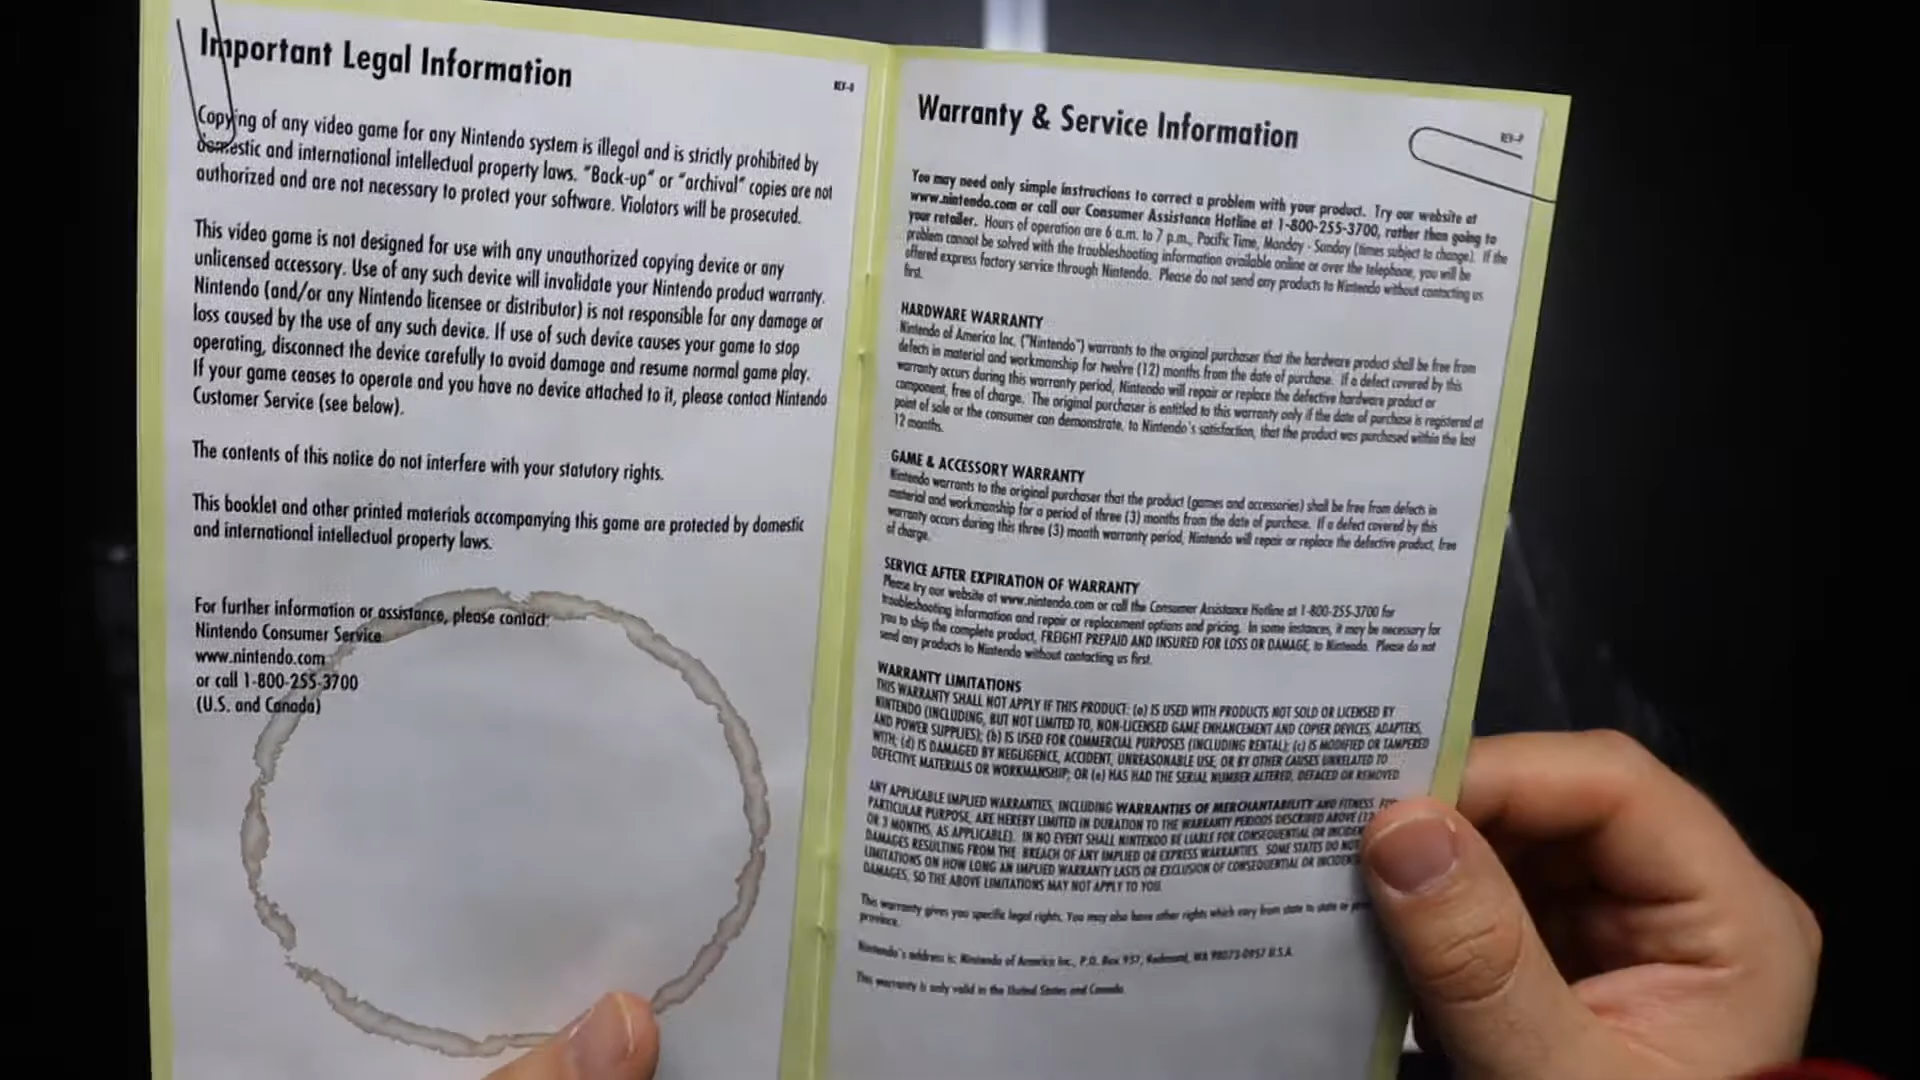 Important Legal Information
REV-D
Copying of any video game for any Nintendo system is illegal and is strictly prohibited by
domestic and international intellectual property laws. "Back-up" or "archival" copies are not
authorized and are not necessary to protect your software. Violators will be prosecuted.
This video game is not designed for use with any unauthorized copying device or any
unlicensed accessory. Use of any such device will invalidate your Nintendo product warranty.
Nintendo (and/or any Nintendo licensee or distributor) is not responsible for any damage or
loss caused by the use of any such device. If use of such device causes your game to stop
operating, disconnect the device carefully to avoid damage and resume normal game play.
If your game ceases to operate and you have no device attached to it, please contact Nintendo
Customer Service (see below).
The contents of this notice do not interfere with your statutory rights.
This booklet and other printed materials accompanying this game are protected by domestic
and international intellectual property laws.
For further information or assistance, please contact:
Nintendo Consumer Service
www.nintendo.com
or call 1-800-255-3700
(U.S. and Canada)
Warranty & Service Information
REV-P
You may need only simple instructions to correct a problem with your product. Try our website at
www.nintendo.com or call our Consumer Assistance Hotline at 1-800-255-3700, rather than going to
your retailer. Hours of operation are 6 a.m. to 7 p.m., Pacific Time, Monday - Sunday (times subject to change). If the
problem cannot be solved with the troubleshooting information available online or over the telephone, you will be
offered express factory service through Nintendo. Please do not send any products to Nintendo without contacting us
first.
HARDWARE WARRANTY
Nintendo of America Inc. ("Nintendo") warrants to the original purchaser that the hardware product shall be free from
defects in material and workmanship for twelve (12) months from the date of purchase. If a defect covered by this
warranty occurs during this warranty period, Nintendo will repair or replace the defective hardware product or
component, free of charge. The original purchaser is entitled to this warranty only if the date of purchase is registered at
point of sale or the consumer can demonstrate, to Nintendo's satisfaction, that the product was purchased within the last
12 months.
GAME & ACCESSORY WARRANTY
Nintendo warrants to the original purchaser that the product (games and accessories) shall be free from defects in
material and workmanship for a period of three (3) months from the date of purchase. If a defect covered by this
warranty occurs during this three (3) month warranty period, Nintendo will repair or replace the defective product, free
of charge.
SERVICE AFTER EXPIRATION OF WARRANTY
Please try our website at www.nintendo.com or call the Consumer Assistance Hotline at 1-800-255-3700 for
troubleshooting information and repair or replacement options and pricing. In some instances, it may be necessary for
you to ship the complete product, FREIGHT PREPAID AND INSURED FOR LOSS OR DAMAGE, to Nintendo. Please do not
send any products to Nintendo without contacting us first.
WARRANTY LIMITATIONS
THIS WARRANTY SHALL NOT APPLY IF THIS PRODUCT: (a) IS USED WITH PRODUCTS NOT SOLD OR LICENSED BY
NINTENDO (INCLUDING, BUT NOT LIMITED TO, NON-LICENSED GAME ENHANCEMENT AND COPIER DEVICES, ADAPTERS,
AND POWER SUPPLIES); (b) IS USED FOR COMMERCIAL PURPOSES (INCLUDING RENTAL); (c) IS MODIFIED OR TAMPERED
WITH; (d) IS DAMAGED BY NEGLIGENCE, ACCIDENT, UNREASONABLE USE, OR BY OTHER CAUSES UNRELATED TO
DEFECTIVE MATERIALS OR WORKMANSHIP; OR (e) HAS HAD THE SERIAL NUMBER ALTERED, DEFACED OR REMOVED.
ANY APPLICABLE IMPLIED WARRANTIES, INCLUDING WARRANTIES OF MERCHANTABILITY AND FITNESS FOR
PARTICULAR PURPOSE, ARE HEREBY LIMITED IN DURATION TO THE WARRANTY PERIODS DESCRIBED ABOVE (12
OR 3 MONTHS, AS APPLICABLE). IN NO EVENT SHALL NINTENDO BE LIABLE FOR CONSEQUENTIAL OR
DAMAGES RESULTING FROM THE BREACH OF ANY IMPLIED OR EXPRESS WARRANTIES. SOME STATES DO NOT
LIMITATIONS ON HOW LONG AN IMPLIED WARRANTY LASTS OR EXCLUSION OF CONSEQUENTIAL OR
DAMAGES, SO THE ABOVE LIMITATIONS MAY NOT APPLY TO YOU.
This warranty gives you specific legal rights. You may also have other rights which vary from state to state or
province.
Nintendo's address is: Nintendo of America Inc., P.O. Box 957, Redmond, WA 98073-0957 U.S.A.
This warranty is only valid in the United States and Canada.